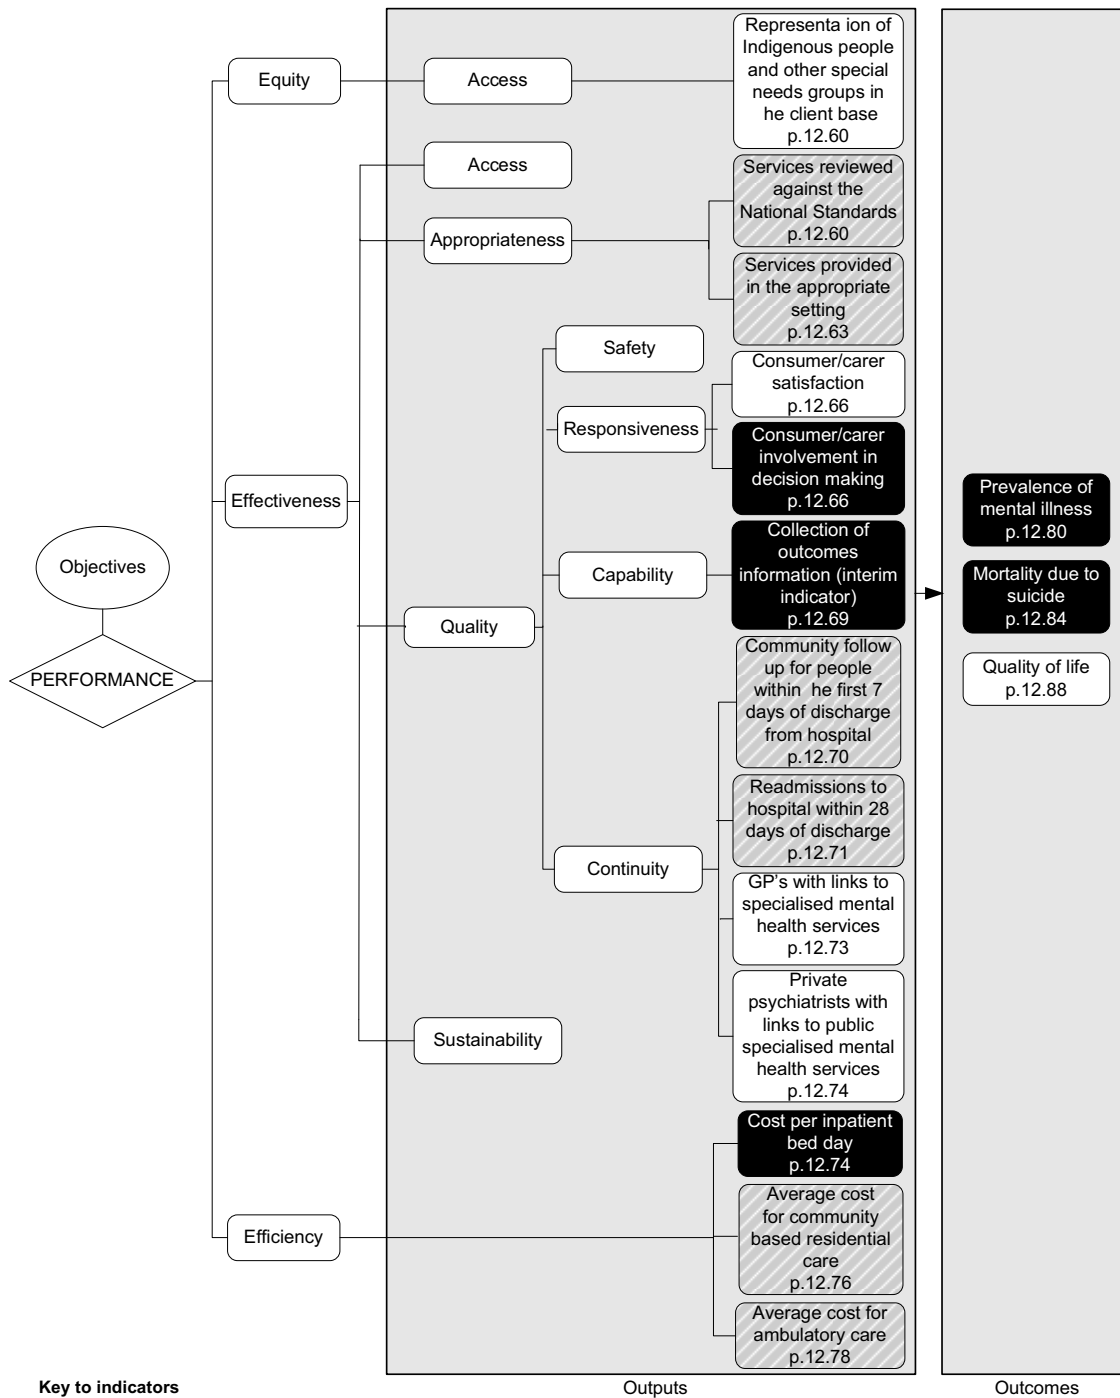 Objectives
PERFORMANCE
Equity
Access
Representa ion of
Indigenous people
and other special
needs groups in
he client base
p.12.60
Effectiveness
Access
Appropriateness
Services reviewed
against the
National Standards
p.12.60
Services provided
in the appropriate
setting
p.12.63
Quality
Safety
Responsiveness
Consumer/carer
satisfaction
p.12.66
Consumer/carer
involvement in
decision making
p.12.66
Capability
Collection of
outcomes
information (interim
indicator)
p.12.69
Continuity
Community follow
up for people
within he first 7
days of discharge
from hospital
p.12.70
Readmissions to
hospital within 28
days of discharge
p.12.71
GP's with links to
specialised mental
health services
p.12.73
Private
psychiatrists with
links to public
specialised mental
health services
p.12.74
Sustainability
Efficiency
Cost per inpatient
bed day
p.12.74
Average cost
for community
based residential
care
p.12.76
Average cost for
ambulatory care
p.12.78
Prevalence of
mental illness
p.12.80
Mortality due to
suicide
p.12.84
Quality of life
p.12.88
Key to indicators
Outputs
Outcomes